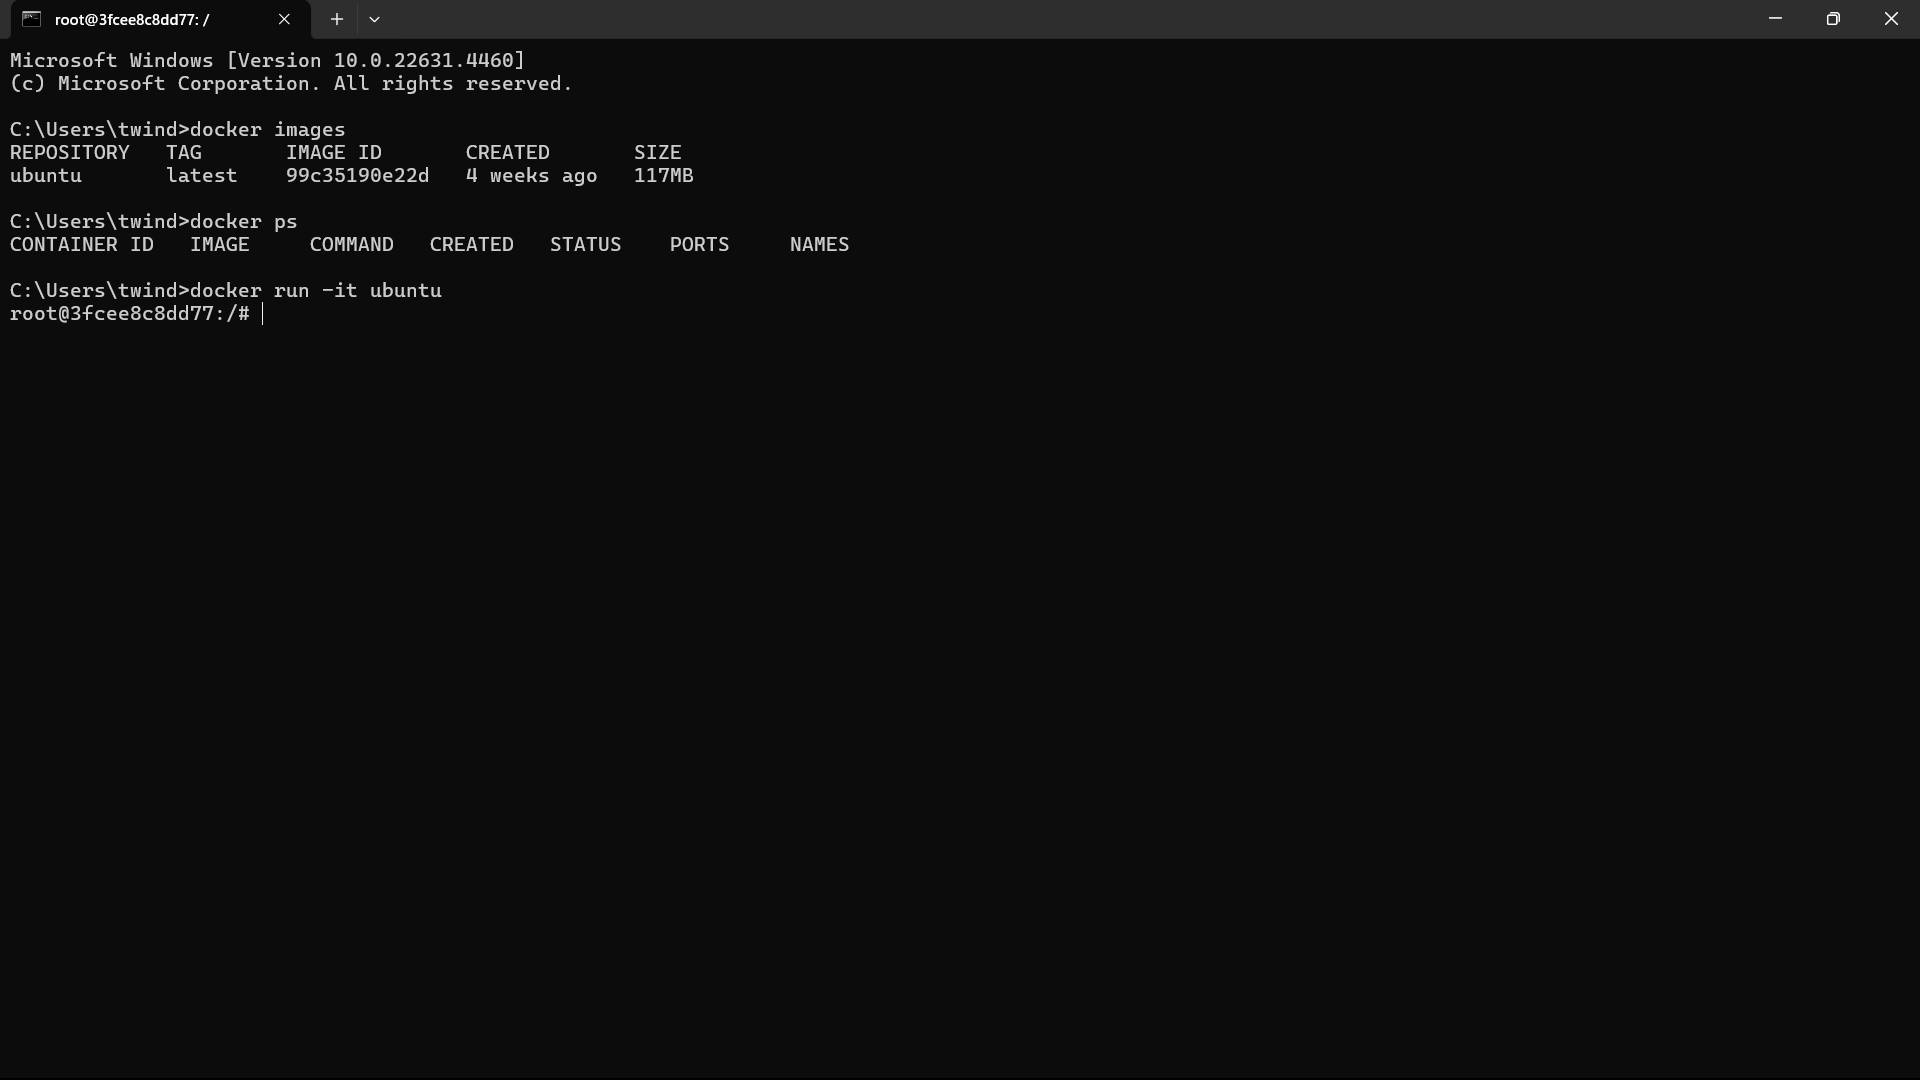 root@3fcee8c8dd77: /
Microsoft Windows [Version 10.0.22631.4460]
(c) Microsoft Corporation. All rights reserved.
C:\Users\twind>docker images
REPOSITORY   TAG       IMAGE ID       CREATED       SIZE
ubuntu       latest    99c35190e22d   4 weeks ago   117MB
C:\Users\twind>docker ps
CONTAINER ID   IMAGE     COMMAND   CREATED   STATUS    PORTS     NAMES
C:\Users\twind>docker run -it ubuntu
root@3fcee8c8dd77:/#